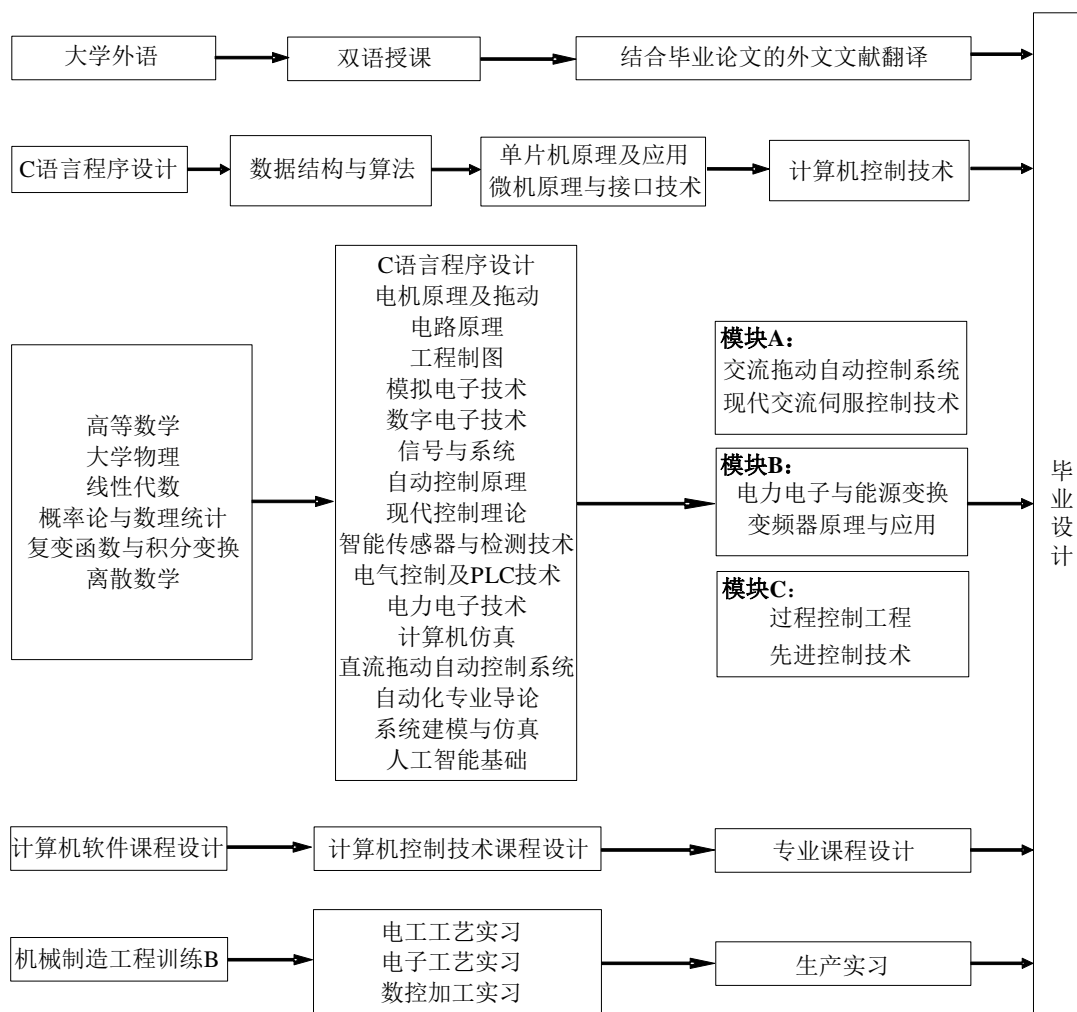 大学外语
双语授课
结合毕业论文的外文文献翻译
C语言程序设计
数据结构与算法
单片机原理及应用
微机原理与接口技术
计算机控制技术
高等数学
大学物理
线性代数
概率论与数理统计
复变函数与积分变换
离散数学
C语言程序设计
电机原理及拖动
电路原理
工程制图
模拟电子技术
数字电子技术
信号与系统
自动控制原理
现代控制理论
智能传感器与检测技术
电气控制及PLC技术
电力电子技术
计算机仿真
直流拖动自动控制系统
自动化专业导论
系统建模与仿真
人工智能基础
模块A：
交流拖动自动控制系统
现代交流伺服控制技术
模块B：
电力电子与能源变换
变频器原理与应用
模块C：
过程控制工程
先进控制技术
计算机软件课程设计
计算机控制技术课程设计
专业课程设计
机械制造工程训练B
电工工艺实习
电子工艺实习
数控加工实习
生产实习
毕业设计